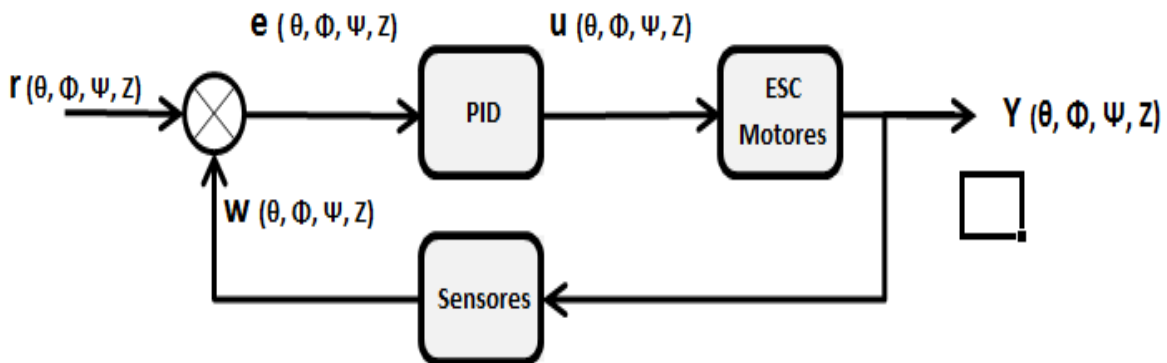 e ( θ, Φ, Ψ, Z)
u (θ, Φ, Ψ, Z)
r (θ, Φ, Ψ, Z)
PID
ESC
Motores
Y (θ, Φ, Ψ, Z)
w (θ, Φ, Ψ, Z)
Sensores